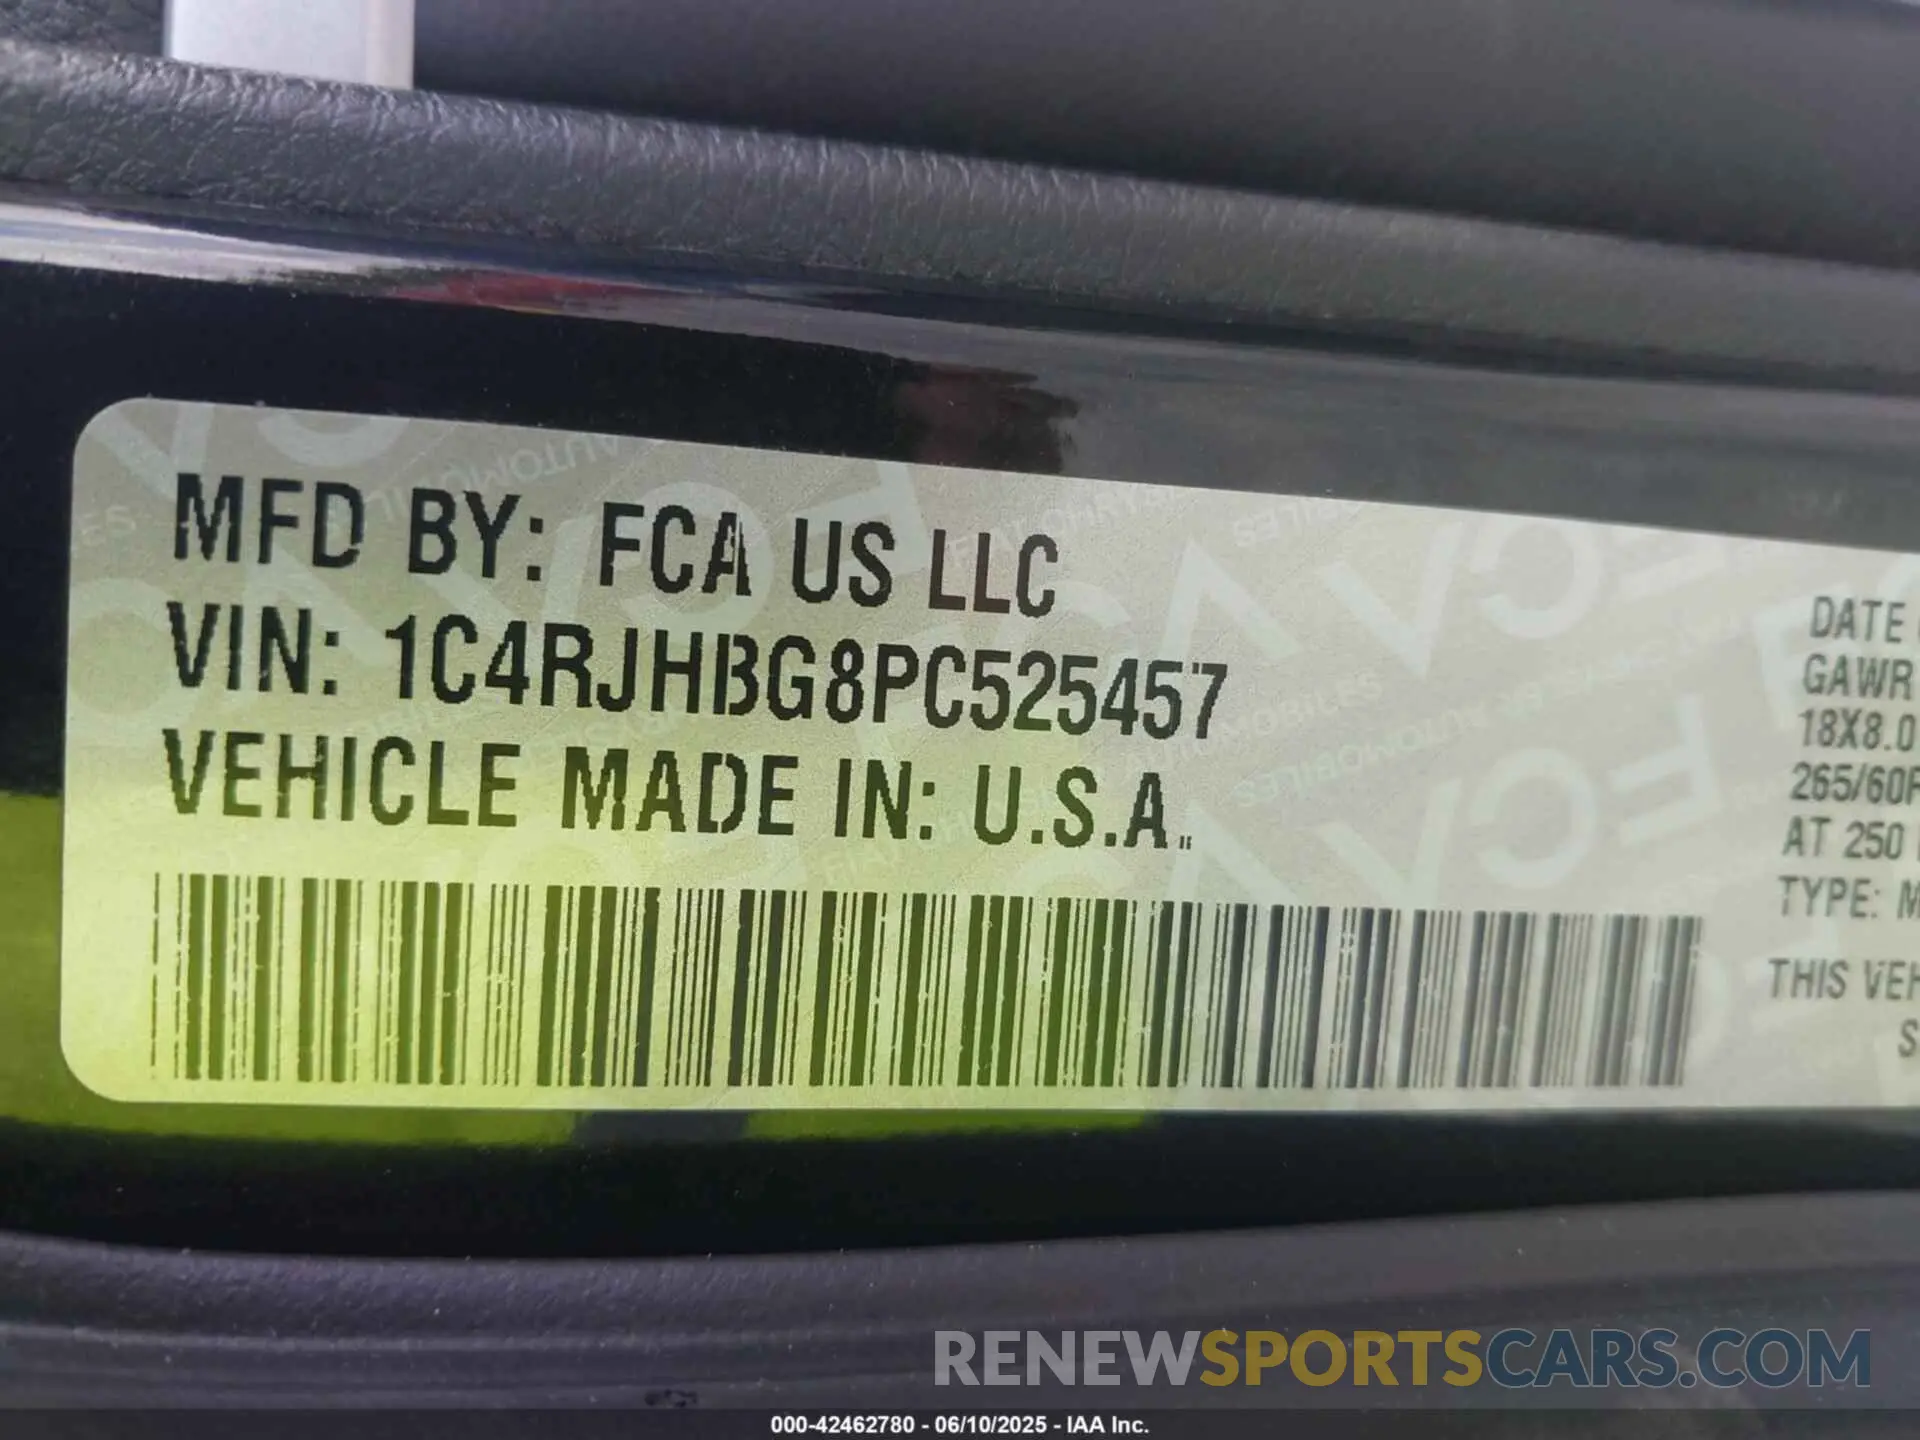 MFD BY: FCA US LLC
VIN: 1C4RJHBG8PC525457
VEHICLE MADE IN: U.S.A.
DATE
GAWR
18X8.0
265/60R
AT 250
TYPE: M
THIS VEH
S
RENEWSPORTSCARS.COM
000-42462780 - 06/10/2025 - IAA Inc.